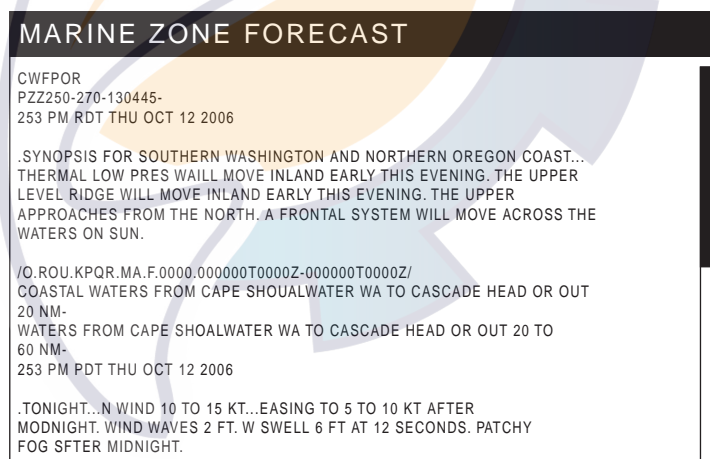 MARINE ZONE FORECAST
CWFPOR
PZZ250-270-130445-
253 PM RDT THU OCT 12 2006
.SYNOPSIS FOR SOUTHERN WASHINGTON AND NORTHERN OREGON COAST...
THERMAL LOW PRES WAILL MOVE INLAND EARLY THIS EVENING. THE UPPER
LEVEL RIDGE WILL MOVE INLAND EARLY THIS EVENING. THE UPPER
APPROACHES FROM THE NORTH. A FRONTAL SYSTEM WILL MOVE ACROSS THE
WATERS ON SUN.
/O.ROU.KPQR.MA.F.0000.000000T0000Z-000000T0000Z/
COASTAL WATERS FROM CAPE SHOUALWATER WA TO CASCADE HEAD OR OUT
20 NM-
WATERS FROM CAPE SHOALWATER WA TO CASCADE HEAD OR OUT 20 TO
60 NM-
253 PM PDT THU OCT 12 2006
.TONIGHT...N WIND 10 TO 15 KT...EASING TO 5 TO 10 KT AFTER
MODNIGHT. WIND WAVES 2 FT. W SWELL 6 FT AT 12 SECONDS. PATCHY
FOG SFTER MIDNIGHT.